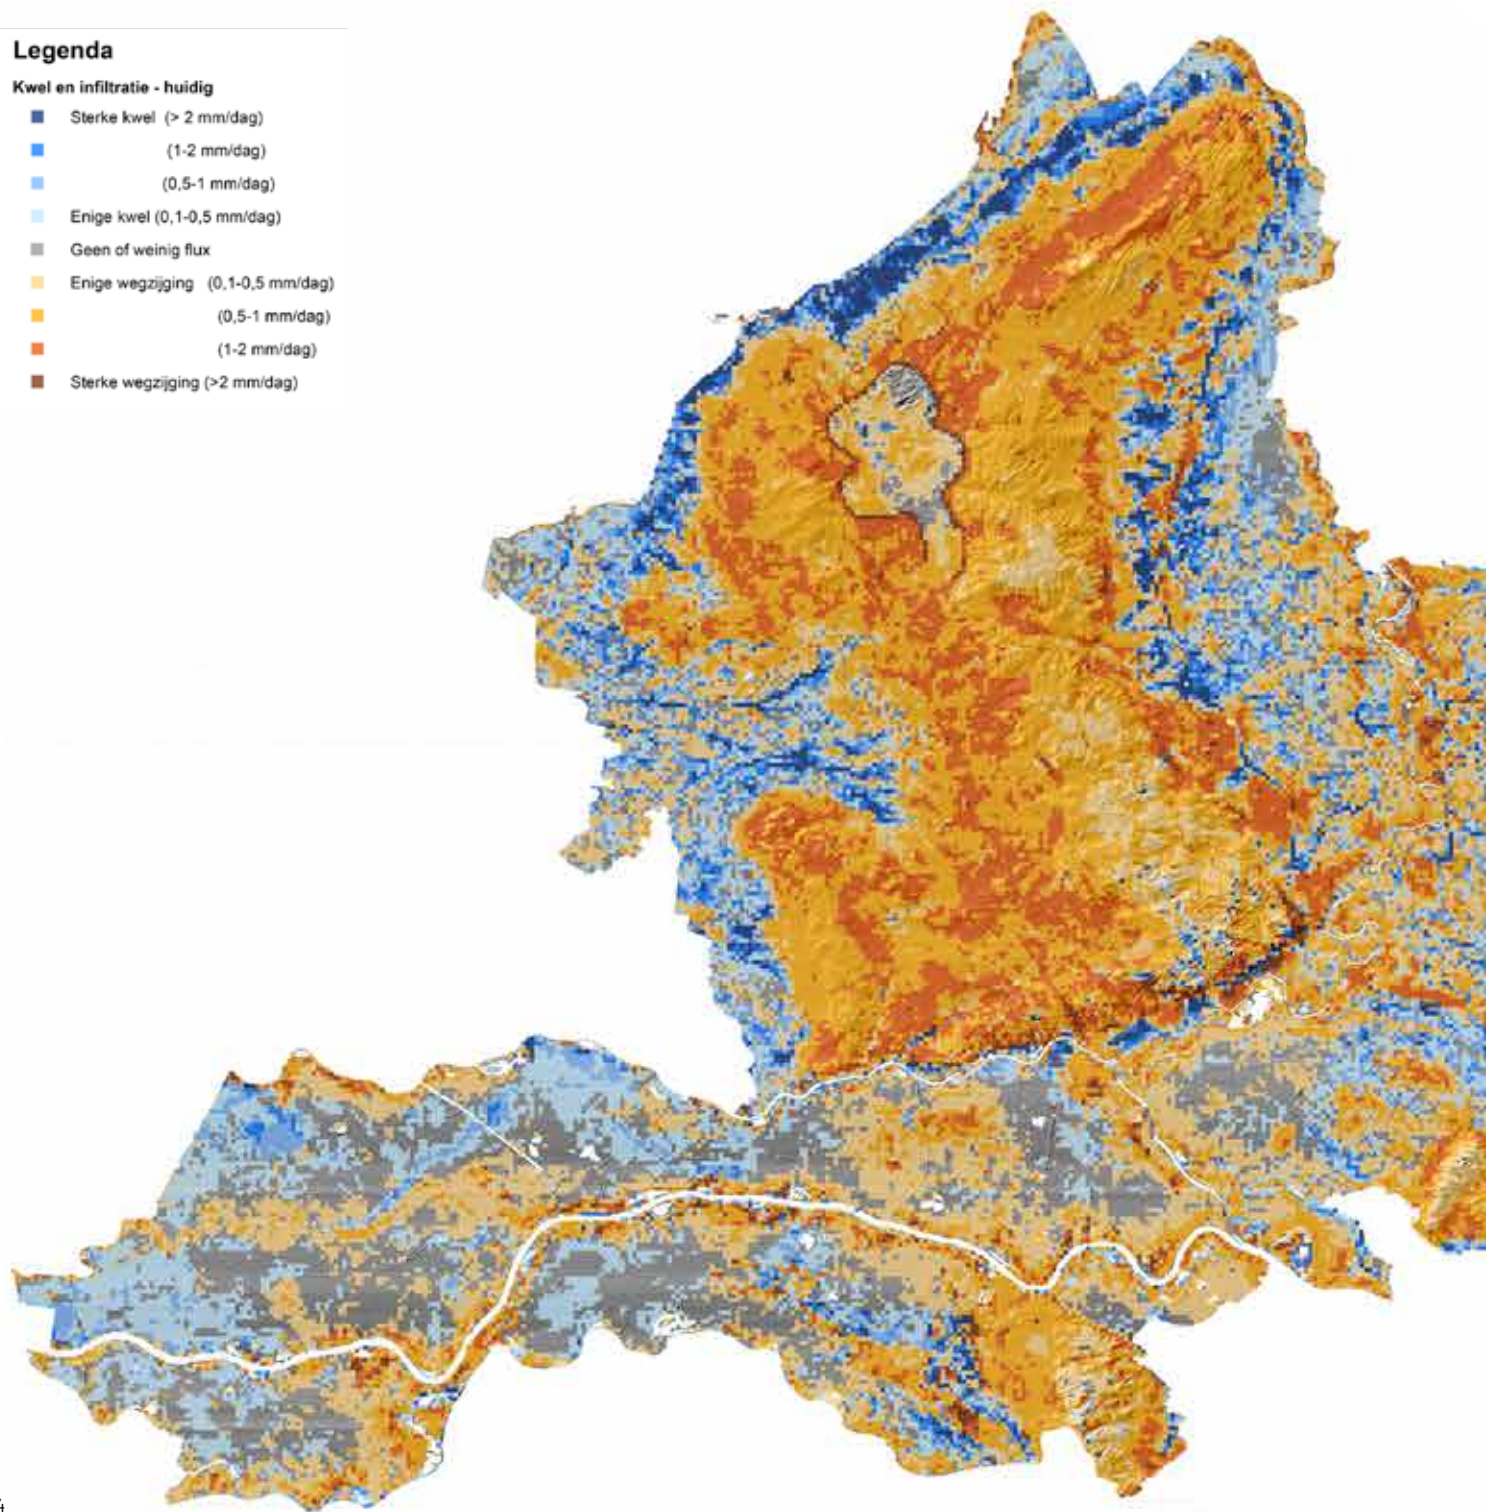 Legenda
Kwel en infiltratie - huidig
Sterke kwel (> 2 mm/dag)
(1-2 mm/dag)
(0,5-1 mm/dag)
Enige kwel (0,1-0,5 mm/dag)
Geen of weinig flux
Enige wegzijging (0,1-0,5 mm/dag)
(0,5-1 mm/dag)
(1-2 mm/dag)
Sterke wegzijging (>2 mm/dag)